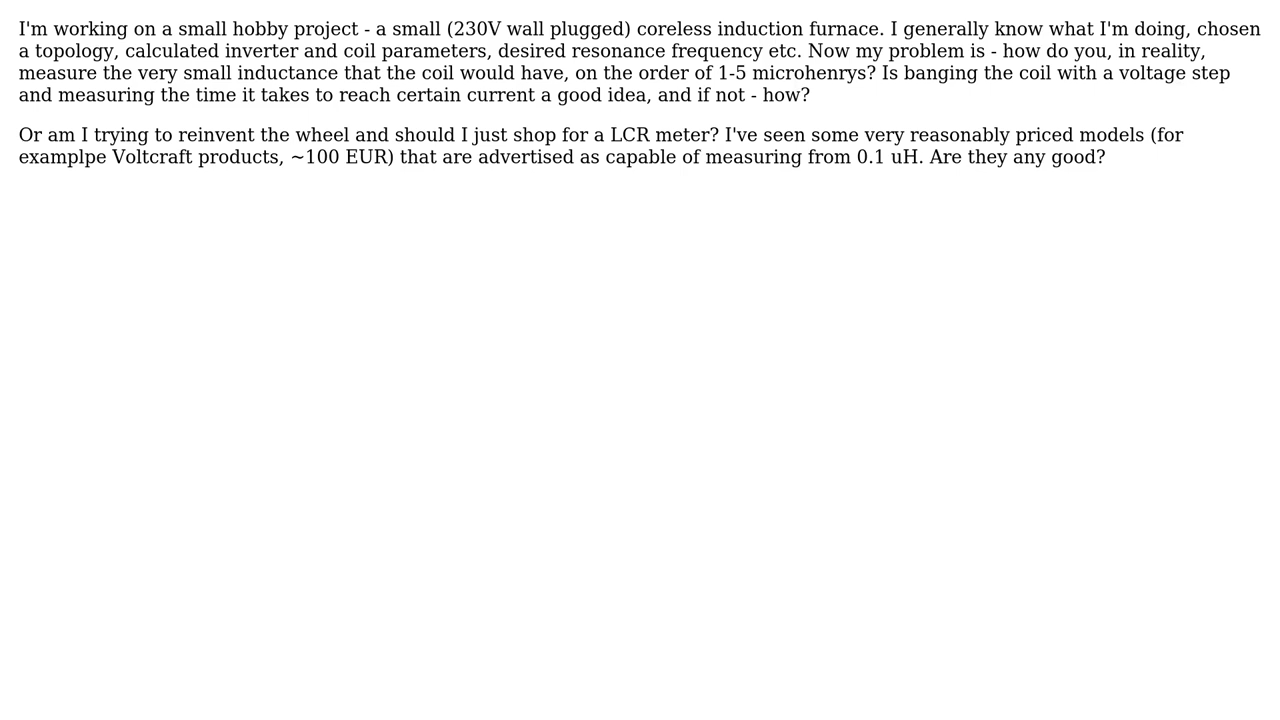 I'm working on a small hobby project - a small (230V wall plugged) coreless induction furnace. I generally know what I'm doing, chosen
a topology, calculated inverter and coil parameters, desired resonance frequency etc. Now my problem is - how do you, in reality,
measure the very small inductance that the coil would have, on the order of 1-5 microhenrys? Is banging the coil with a voltage step
and measuring the time it takes to reach certain current a good idea, and if not - how?
Or am I trying to reinvent the wheel and should I just shop for a LCR meter? I've seen some very reasonably priced models (for
examplpe Voltcraft products, ~100 EUR) that are advertised as capable of measuring from 0.1 uH. Are they any good?